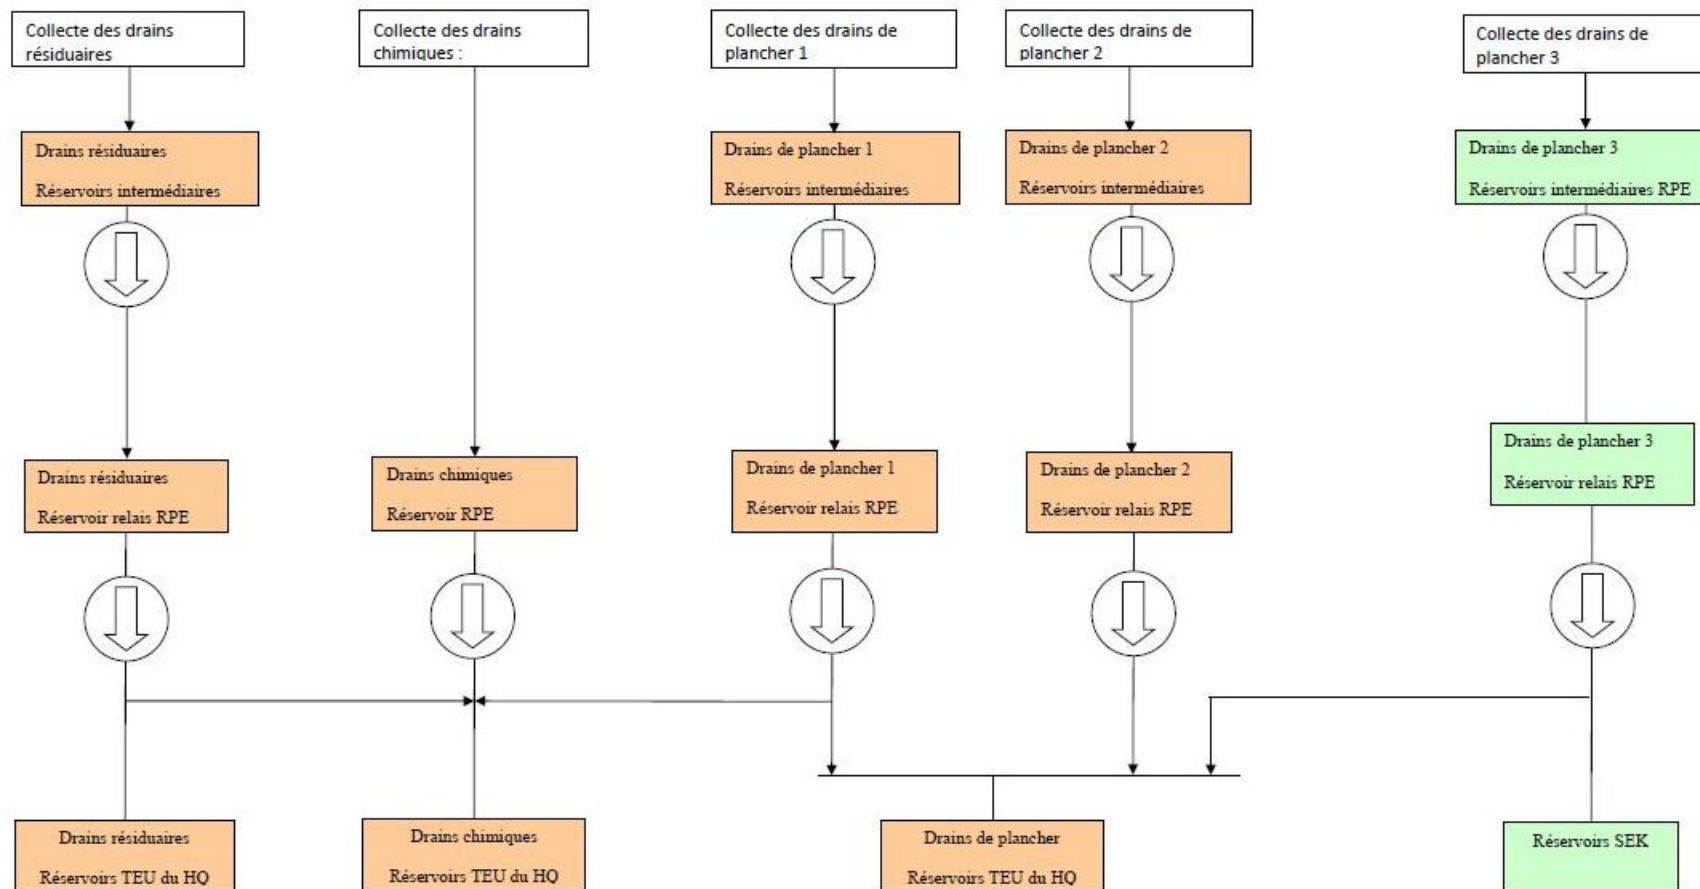 Collecte des drains
résiduaires
Collecte des drains
chimiques :
Collecte des drains de
plancher 1
Collecte des drains de
plancher 2
Collecte des drains de
plancher 3
Drains résiduaires
Réservoirs intermédiaires
Drains de plancher 1
Réservoirs intermédiaires
Drains de plancher 2
Réservoirs intermédiaires
Drains de plancher 3
Réservoirs intermédiaires RPE
Drains résiduaires
Réservoir relais RPE
Drains chimiques
Réservoir RPE
Drains de plancher 1
Réservoir relais RPE
Drains de plancher 2
Réservoir relais RPE
Drains de plancher 3
Réservoir relais RPE
Drains résiduaires
Réservoirs TEU du HQ
Drains chimiques
Réservoirs TEU du HQ
Drains de plancher
Réservoirs TEU du HQ
Réservoirs SEK